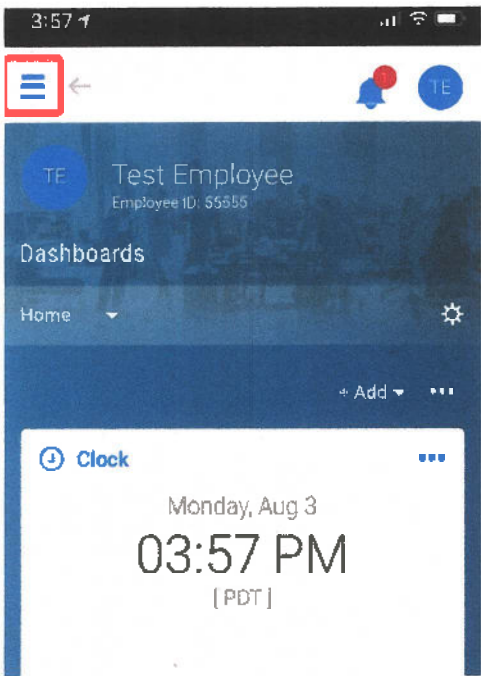 3:57
1
TE
TE
Test Employee
Employee ID: 55555
Dashboards
Home
+ Add
Clock
Monday, Aug 3
03:57 PM
[ PDT ]